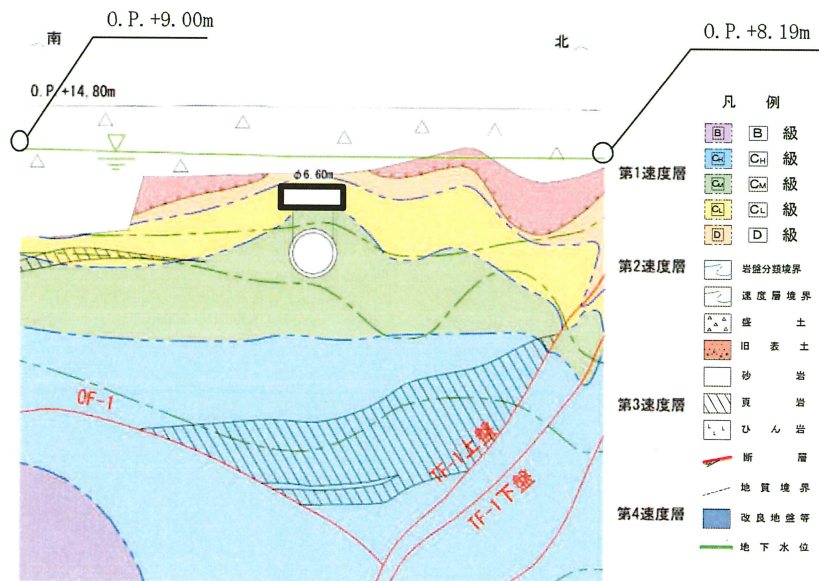 O.P.+9.00m
南
北
O.P.+8.19m
O.P.+14.80m
φ6.60m
第1速度層
第2速度層
第3速度層
第4速度層
OF-1
TF-1上盤
TF-1下盤
凡 例
B B 級
CH CH 級
CM CM 級
CL CL 級
D D 級
岩盤分類境界
速度層境界
盛 土
旧表土
砂 岩
頁 岩
ひん岩
断 層
地質境界
改良地盤等
地下水位